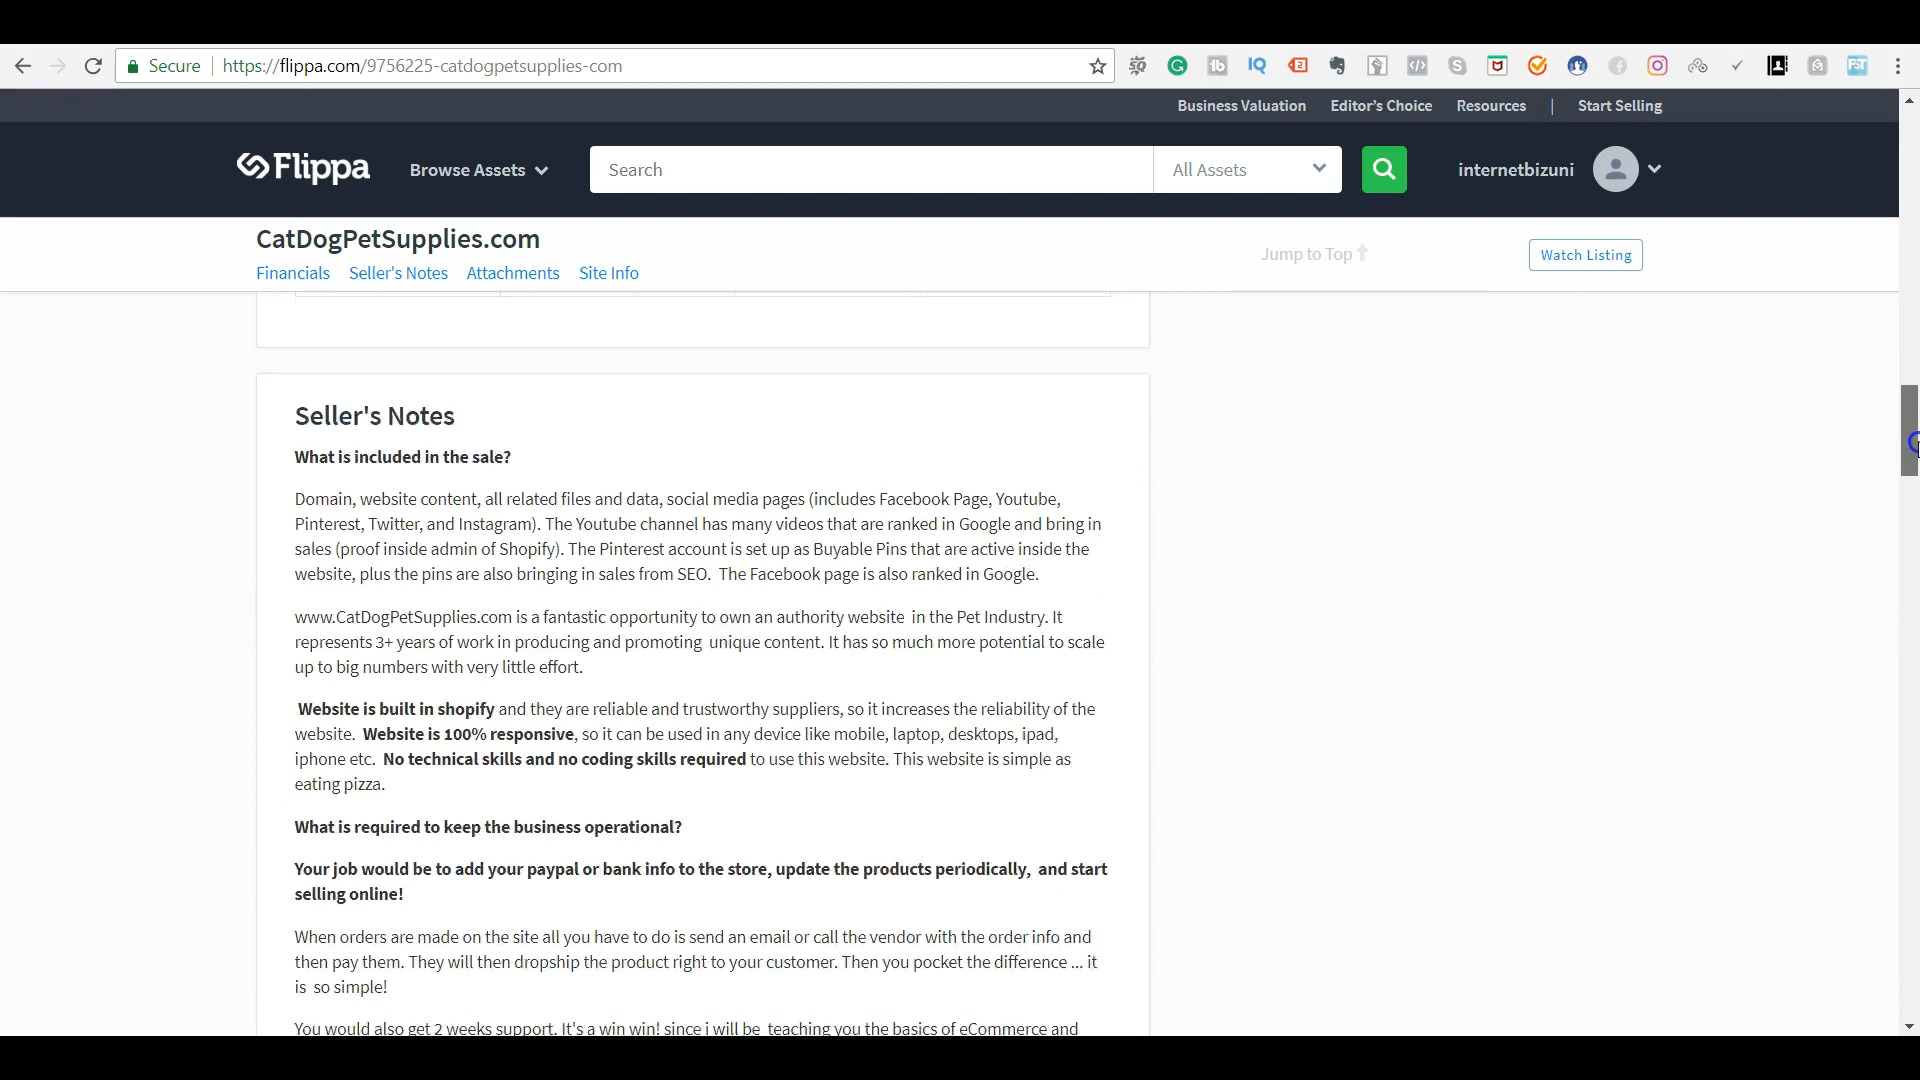 Secure https://flippa.com/9756225-catdogpetsupplies-com
Business Valuation Editor's Choice Resources | Start Selling
Flippa Browse Assets Search All Assets internetbizuni
CatDogPetSupplies.com
Jump to Top Watch Listing
Financials Seller's Notes Attachments Site Info
Seller's Notes
What is included in the sale?
Domain, website content, all related files and data, social media pages (includes Facebook Page, Youtube,
Pinterest, Twitter, and Instagram). The Youtube channel has many videos that are ranked in Google and bring in
sales (proof inside admin of Shopify). The Pinterest account is set up as Buyable Pins that are active inside the
website, plus the pins are also bringing in sales from SEO. The Facebook page is also ranked in Google.
www.CatDogPetSupplies.com is a fantastic opportunity to own an authority website in the Pet Industry. It
represents 3+ years of work in producing and promoting unique content. It has so much more potential to scale
up to big numbers with very little effort.
Website is built in shopify and they are reliable and trustworthy suppliers, so it increases the reliability of the
website. Website is 100% responsive, so it can be used in any device like mobile, laptop, desktops, ipad,
iphone etc. No technical skills and no coding skills required to use this website. This website is simple as
eating pizza.
What is required to keep the business operational?
Your job would be to add your paypal or bank info to the store, update the products periodically, and start
selling online!
When orders are made on the site all you have to do is send an email or call the vendor with the order info and
then pay them. They will then dropship the product right to your customer. Then you pocket the difference ... it
is so simple!
You would also get 2 weeks support. It's a win win! since i will be teaching you the basics of eCommerce and